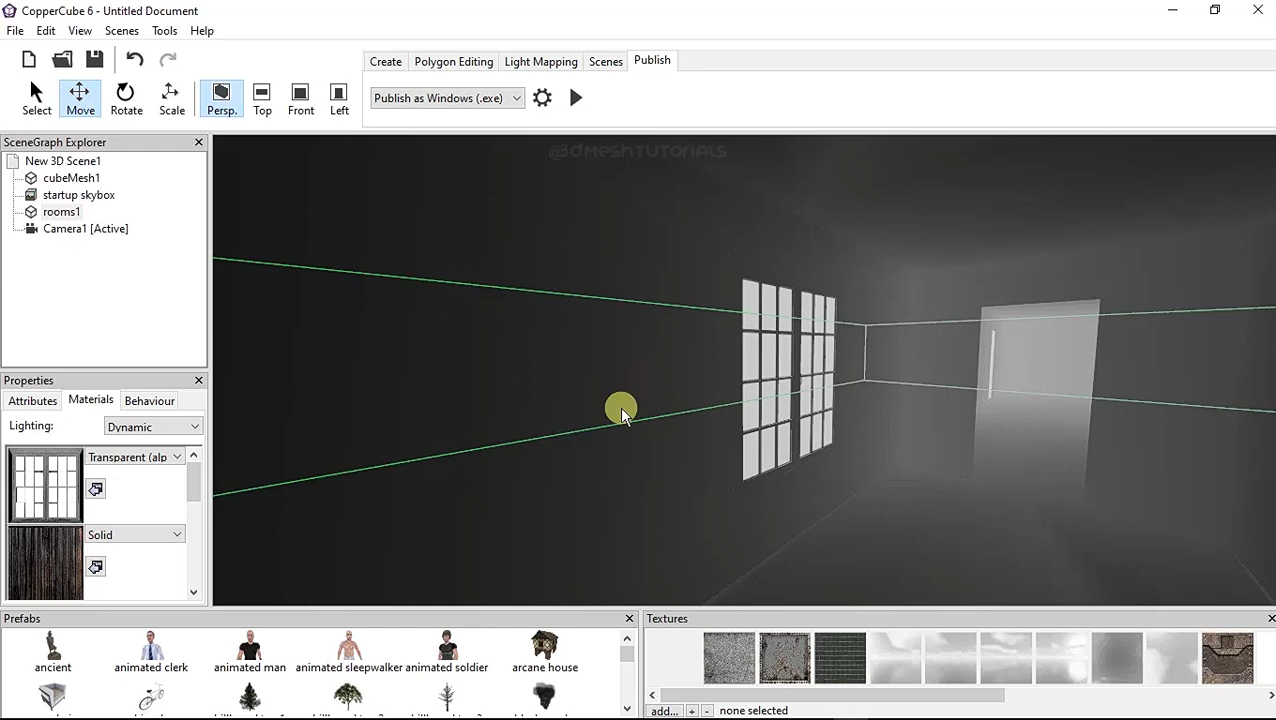 CopperCube 6 - Untitled Document
File Edit View Scenes Tools Help
Create Polygon Editing Light Mapping Scenes Publish
Select Move Rotate Scale Persp. Top Front Left
Publish as Windows (.exe)
SceneGraph Explorer
New 3D Scene1
cubeMesh1
startup skybox
rooms1
Camera1 [Active]
@3dMeshTutorials
Properties
Attributes Materials Behaviour
Lighting: Dynamic
Transparent (alp
Solid
Prefabs
ancient animated clerk animated man animated sleepwalker animated soldier arcane house
Textures
add... + - none selected